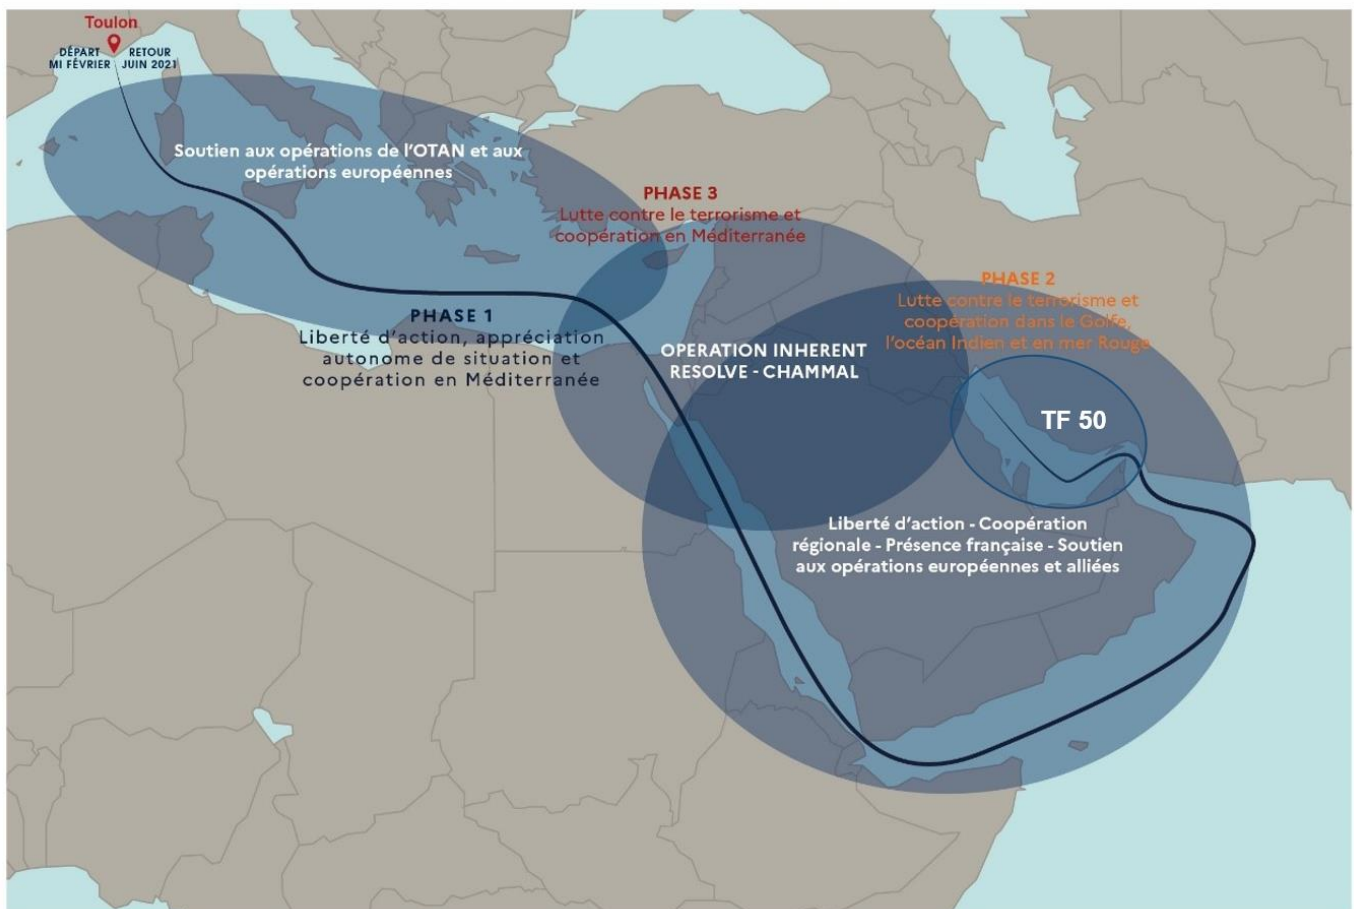 Toulon
DÉPART RETOUR
MI FÉVRIER JUIN 2021
Soutien aux opérations de l'OTAN et aux
opérations européennes
PHASE 3
Lutte contre le terrorisme et
coopération en Méditerranée
PHASE 2
Lutte contre le terrorisme et
coopération dans le Golfe,
l'océan Indien et en mer Rouge
PHASE 1
Liberté d'action, appréciation
autonome de situation et
coopération en Méditerranée
OPERATION INHERENT
RESOLVE - CHAMMAL
TF 50
Liberté d'action - Coopération
régionale - Présence française - Soutien
aux opérations européennes et alliées